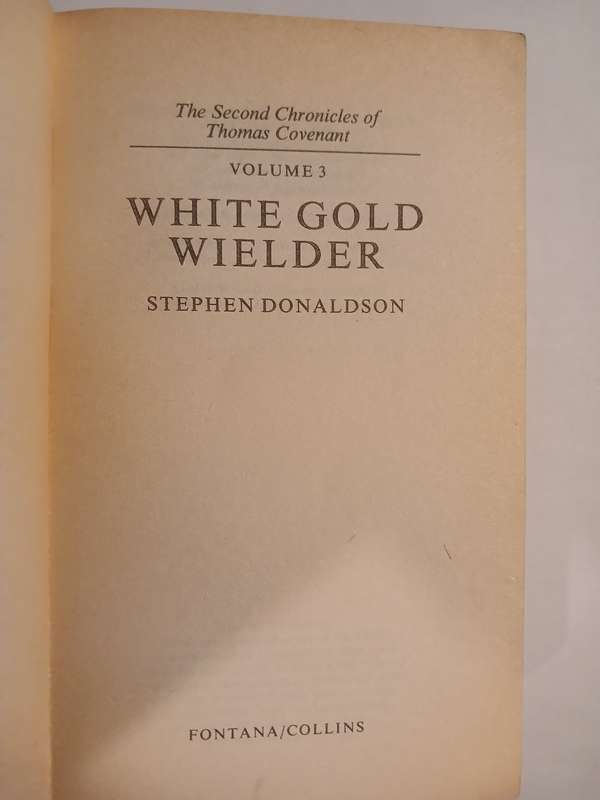 The Second Chronicles of
Thomas Covenant
VOLUME 3
WHITE GOLD
WIELDER
STEPHEN DONALDSON
FONTANA/COLLINS